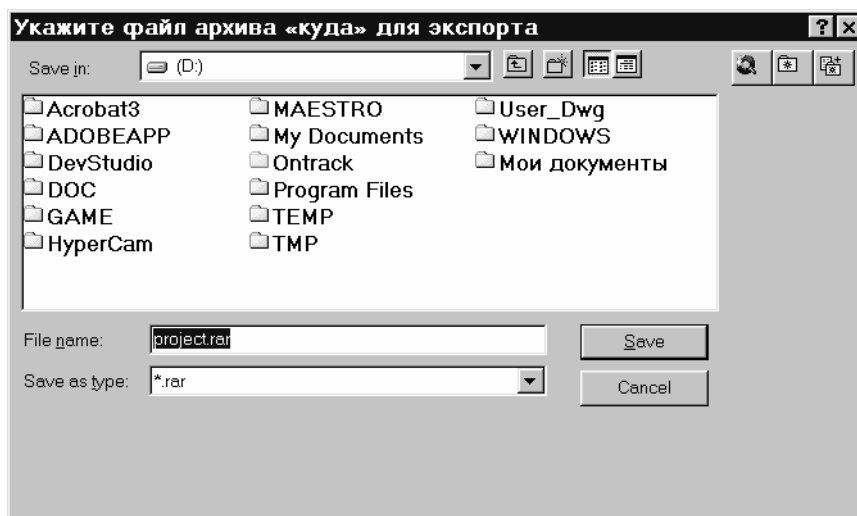 Укажите файл архива «куда» для экспорта
Save in: (D:)
Acrobat3 MAESTRO User_Dwg
ADOBEAPP My Documents WINDOWS
DevStudio Ontrack Мои документы
DOC Program Files
GAME TEMP
HyperCam TMP
File name: project.rar Save
Save as type: *.rar Cancel